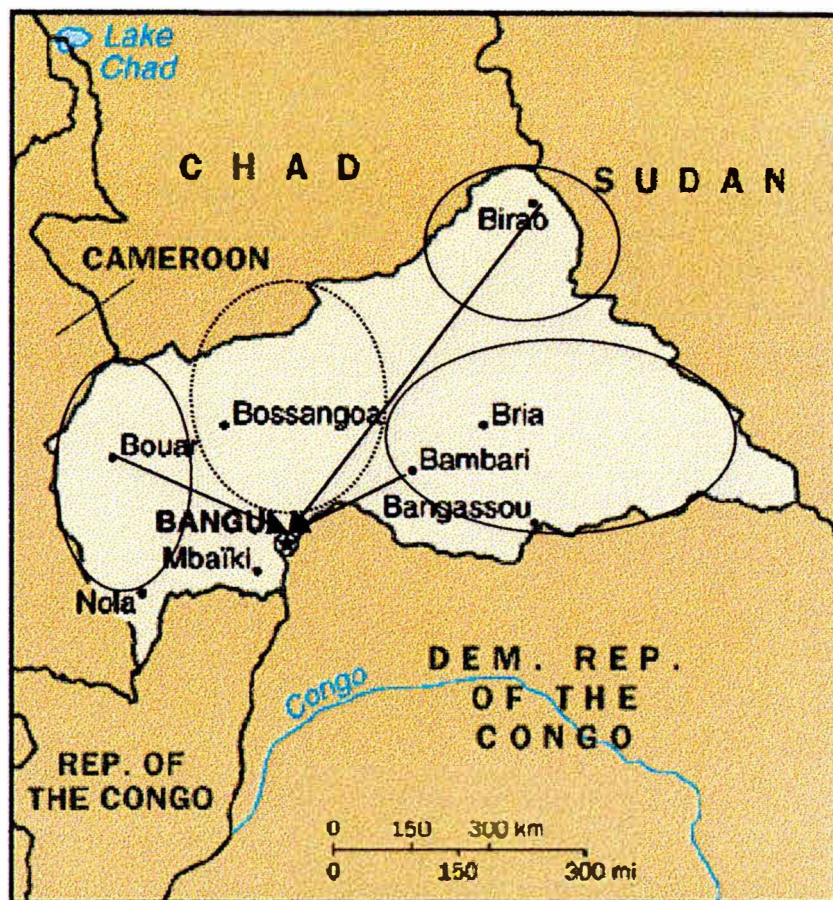 Lake
Chad
CHAD
SUDAN
Birao
CAMEROON
Bossangoa
Bria
Bouar
Bambari
Bangassou
BANGUI
Mbaïki
Nola
DEM. REP.
OF THE
CONGO
Congo
REP. OF
THE CONGO
0 150 300 km
0 150 300 mi